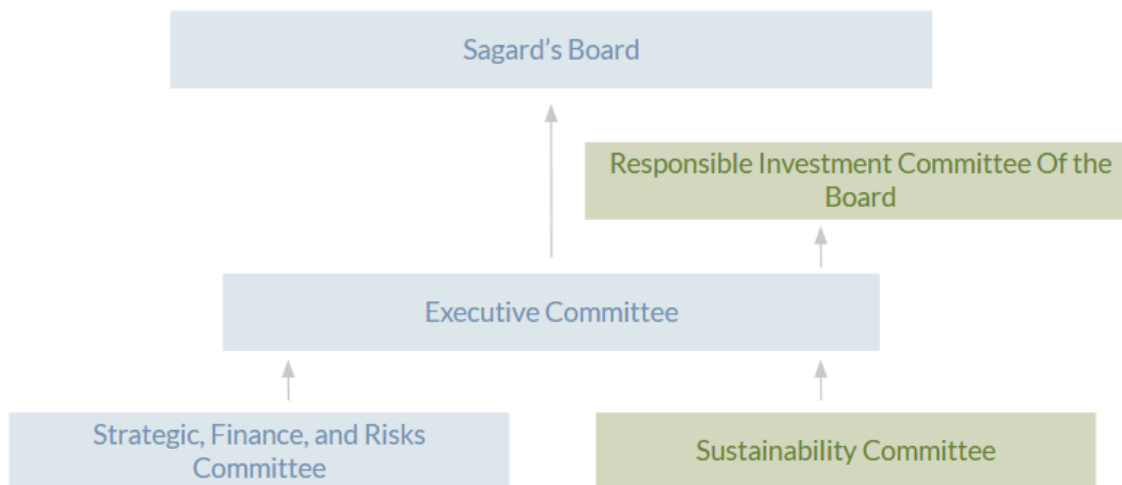 Sagard’s Board
Responsible Investment Committee Of the
Board
Executive Committee
Strategic, Finance, and Risks
Committee
Sustainability Committee